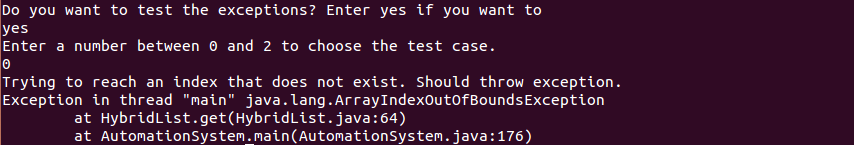 Do you want to test the exceptions? Enter yes if you want to
yes
Enter a number between 0 and 2 to choose the test case.
0
Trying to reach an index that does not exist. Should throw exception.
Exception in thread "main" java.lang.ArrayIndexOutOfBoundsException
        at HybridList.get(HybridList.java:64)
        at AutomationSystem.main(AutomationSystem.java:176)